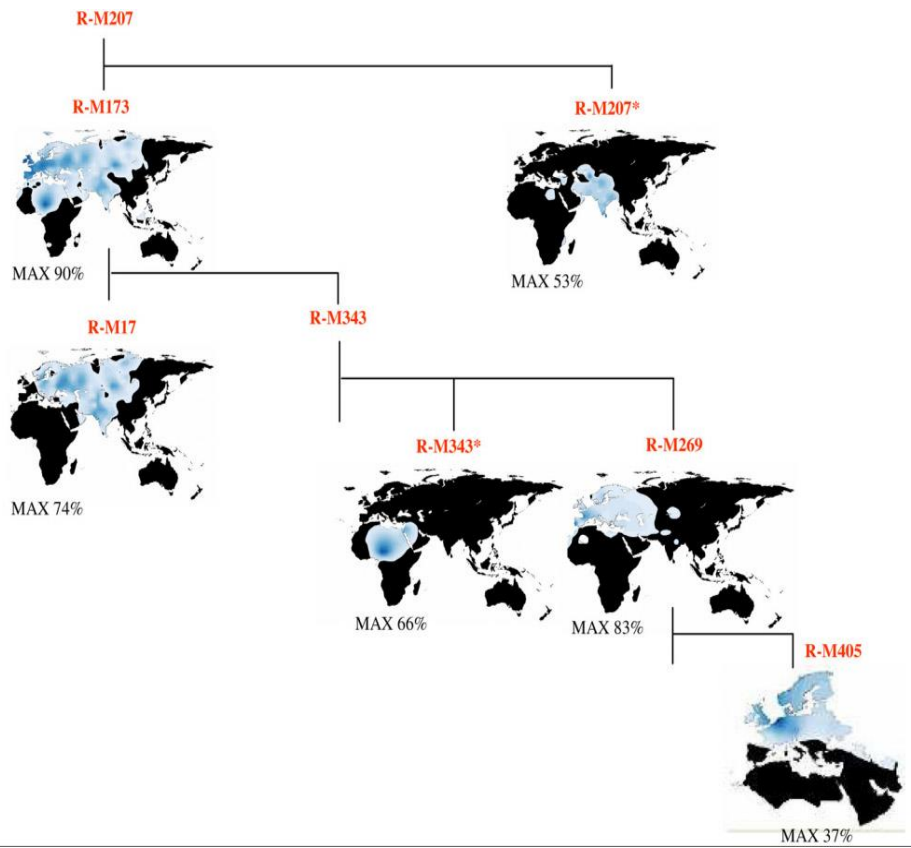 R-M207
R-M173
R-M207*
MAX 90%
MAX 53%
R-M343
R-M17
R-M343*
R-M269
MAX 74%
MAX 66%
MAX 83%
R-M405
MAX 37%